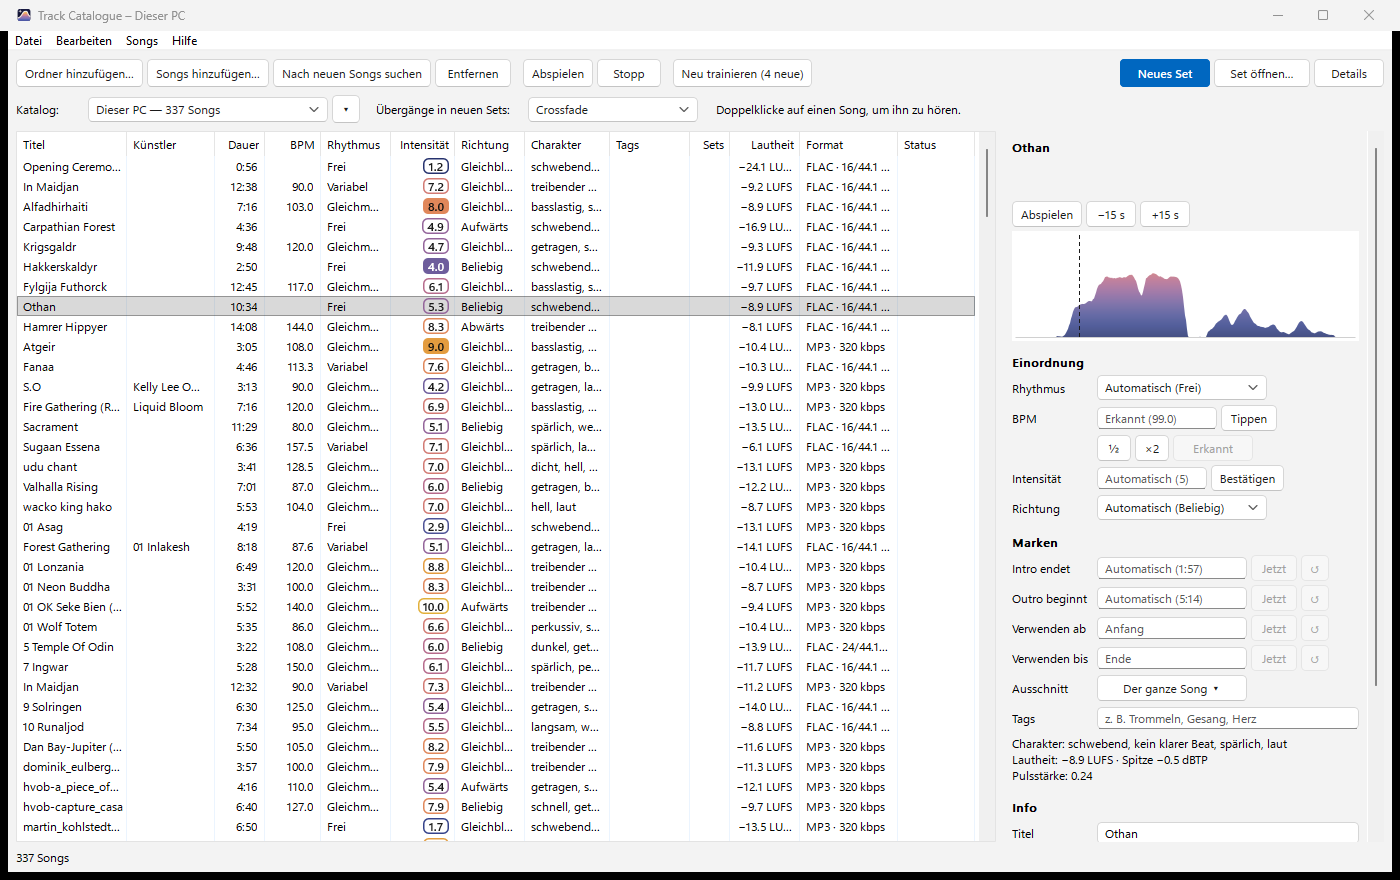 Track Catalogue – Dieser PC
Datei Bearbeiten Songs Hilfe
Ordner hinzufügen... Songs hinzufügen... Nach neuen Songs suchen Entfernen Abspielen Stopp Neu trainieren (4 neue) Neues Set Set öffnen... Details
Katalog: Dieser PC — 337 Songs Übergänge in neuen Sets: Crossfade Doppelklicke auf einen Song, um ihn zu hören.
Titel Künstler Dauer BPM Rhythmus Intensität Richtung Charakter Tags Sets Lautheit Format Status
Opening Ceremo... 0:56 Frei 1.2 Gleichbl... schwebend... −24.1 LU... FLAC · 16/44.1 ...
In Maidjan 12:38 90.0 Variabel 7.2 Gleichbl... treibender ... −9.2 LUFS FLAC · 16/44.1 ...
Alfadhirhaiti 7:16 103.0 Gleichm... 8.0 Gleichbl... basslastig, s... −8.9 LUFS FLAC · 16/44.1 ...
Carpathian Forest 4:36 Frei 4.9 Aufwärts schwebend... −16.9 LU... FLAC · 16/44.1 ...
Krigsgaldr 9:48 120.0 Gleichm... 4.7 Gleichbl... getragen, s... −9.3 LUFS FLAC · 16/44.1 ...
Hakkerskaldyr 2:50 Frei 4.0 Beliebig schwebend... −11.9 LUFS FLAC · 16/44.1 ...
Fylgija Futhorck 12:45 117.0 Gleichm... 6.1 Gleichbl... basslastig, s... −9.7 LUFS FLAC · 16/44.1 ...
Othan 10:34 Frei 5.3 Beliebig schwebend... −8.9 LUFS FLAC · 16/44.1 ...
Hamrer Hippyer 14:08 144.0 Gleichm... 8.3 Abwärts treibender ... −8.1 LUFS FLAC · 16/44.1 ...
Atgeir 3:05 108.0 Gleichm... 9.0 Gleichbl... basslastig, ... −10.4 LU... MP3 · 320 kbps
Fanaa 4:46 113.3 Variabel 7.6 Gleichbl... getragen, b... −10.3 LU... FLAC · 16/44.1 ...
S.O Kelly Lee O... 3:13 90.0 Gleichm... 4.2 Gleichbl... getragen, la... −9.9 LUFS MP3 · 320 kbps
Fire Gathering (R... Liquid Bloom 7:16 120.0 Gleichm... 6.9 Gleichbl... basslastig, ... −13.0 LU... MP3 · 320 kbps
Sacrament 11:29 80.0 Gleichm... 5.1 Beliebig spärlich, we... −13.5 LU... FLAC · 16/44.1 ...
Sugaan Essena 6:36 157.5 Variabel 7.1 Gleichbl... spärlich, la... −6.1 LUFS FLAC · 16/44.1 ...
udu chant 3:41 128.5 Gleichm... 7.0 Gleichbl... dicht, hell, ... −13.1 LUFS MP3 · 320 kbps
Valhalla Rising 7:01 87.0 Gleichm... 6.0 Beliebig getragen, b... −12.2 LUFS MP3 · 320 kbps
wacko king hako 5:53 104.0 Gleichm... 7.0 Gleichbl... hell, laut −8.7 LUFS MP3 · 320 kbps
01 Asag 4:19 Frei 2.9 Gleichbl... schwebend... −13.1 LUFS MP3 · 320 kbps
Forest Gathering 01 Inlakesh 8:18 87.6 Variabel 5.1 Gleichbl... getragen, la... −14.1 LUFS FLAC · 16/44.1 ...
01 Lonzania 6:49 120.0 Gleichm... 8.8 Gleichbl... treibender ... −10.4 LU... MP3 · 320 kbps
01 Neon Buddha 3:31 100.0 Gleichm... 8.3 Gleichbl... treibender ... −8.7 LUFS MP3 · 320 kbps
01 OK Seke Bien (... 5:52 140.0 Gleichm... 10.0 Aufwärts treibender ... −9.4 LUFS MP3 · 320 kbps
01 Wolf Totem 5:35 86.0 Gleichm... 6.6 Gleichbl... perkussiv, s... −10.4 LU... MP3 · 320 kbps
5 Temple Of Odin 3:22 108.0 Gleichm... 6.0 Beliebig dunkel, get... −13.9 LU... FLAC · 24/44.1...
7 Ingwar 5:28 150.0 Gleichm... 6.1 Gleichbl... spärlich, pe... −11.7 LUFS FLAC · 16/44.1 ...
In Maidjan 12:32 90.0 Variabel 7.3 Gleichbl... treibender ... −11.2 LUFS MP3 · 320 kbps
9 Solringen 6:30 125.0 Gleichm... 5.4 Gleichbl... getragen, s... −14.0 LU... FLAC · 16/44.1 ...
10 Runaljod 7:34 95.0 Gleichm... 5.5 Gleichbl... langsam, w... −8.8 LUFS FLAC · 16/44.1 ...
Dan Bay-Jupiter (... 5:50 105.0 Gleichm... 8.2 Gleichbl... treibender ... −11.6 LUFS MP3 · 320 kbps
dominik_eulberg... 3:57 100.0 Gleichm... 7.9 Gleichbl... treibender ... −11.3 LUFS MP3 · 320 kbps
hvob-a_piece_of... 4:16 110.0 Gleichm... 5.4 Aufwärts getragen, s... −12.1 LUFS MP3 · 320 kbps
hvob-capture_casa 6:40 127.0 Gleichm... 7.9 Beliebig schnell, get... −9.7 LUFS MP3 · 320 kbps
martin_kohlstedt... 6:50 Frei 1.7 Gleichbl... schwebend... −13.5 LU... MP3 · 320 kbps
337 Songs
Othan
Abspielen −15 s +15 s
Einordnung
Rhythmus Automatisch (Frei)
BPM Erkannt (99.0) Tippen
½ ×2 Erkannt
Intensität Automatisch (5) Bestätigen
Richtung Automatisch (Beliebig)
Marken
Intro endet Automatisch (1:57) Jetzt ↺
Outro beginnt Automatisch (5:14) Jetzt ↺
Verwenden ab Anfang Jetzt ↺
Verwenden bis Ende Jetzt ↺
Ausschnitt Der ganze Song
Tags z. B. Trommeln, Gesang, Herz
Charakter: schwebend, kein klarer Beat, spärlich, laut
Lautheit: −8.9 LUFS · Spitze −0.5 dBTP
Pulsstärke: 0.24
Info
Titel Othan